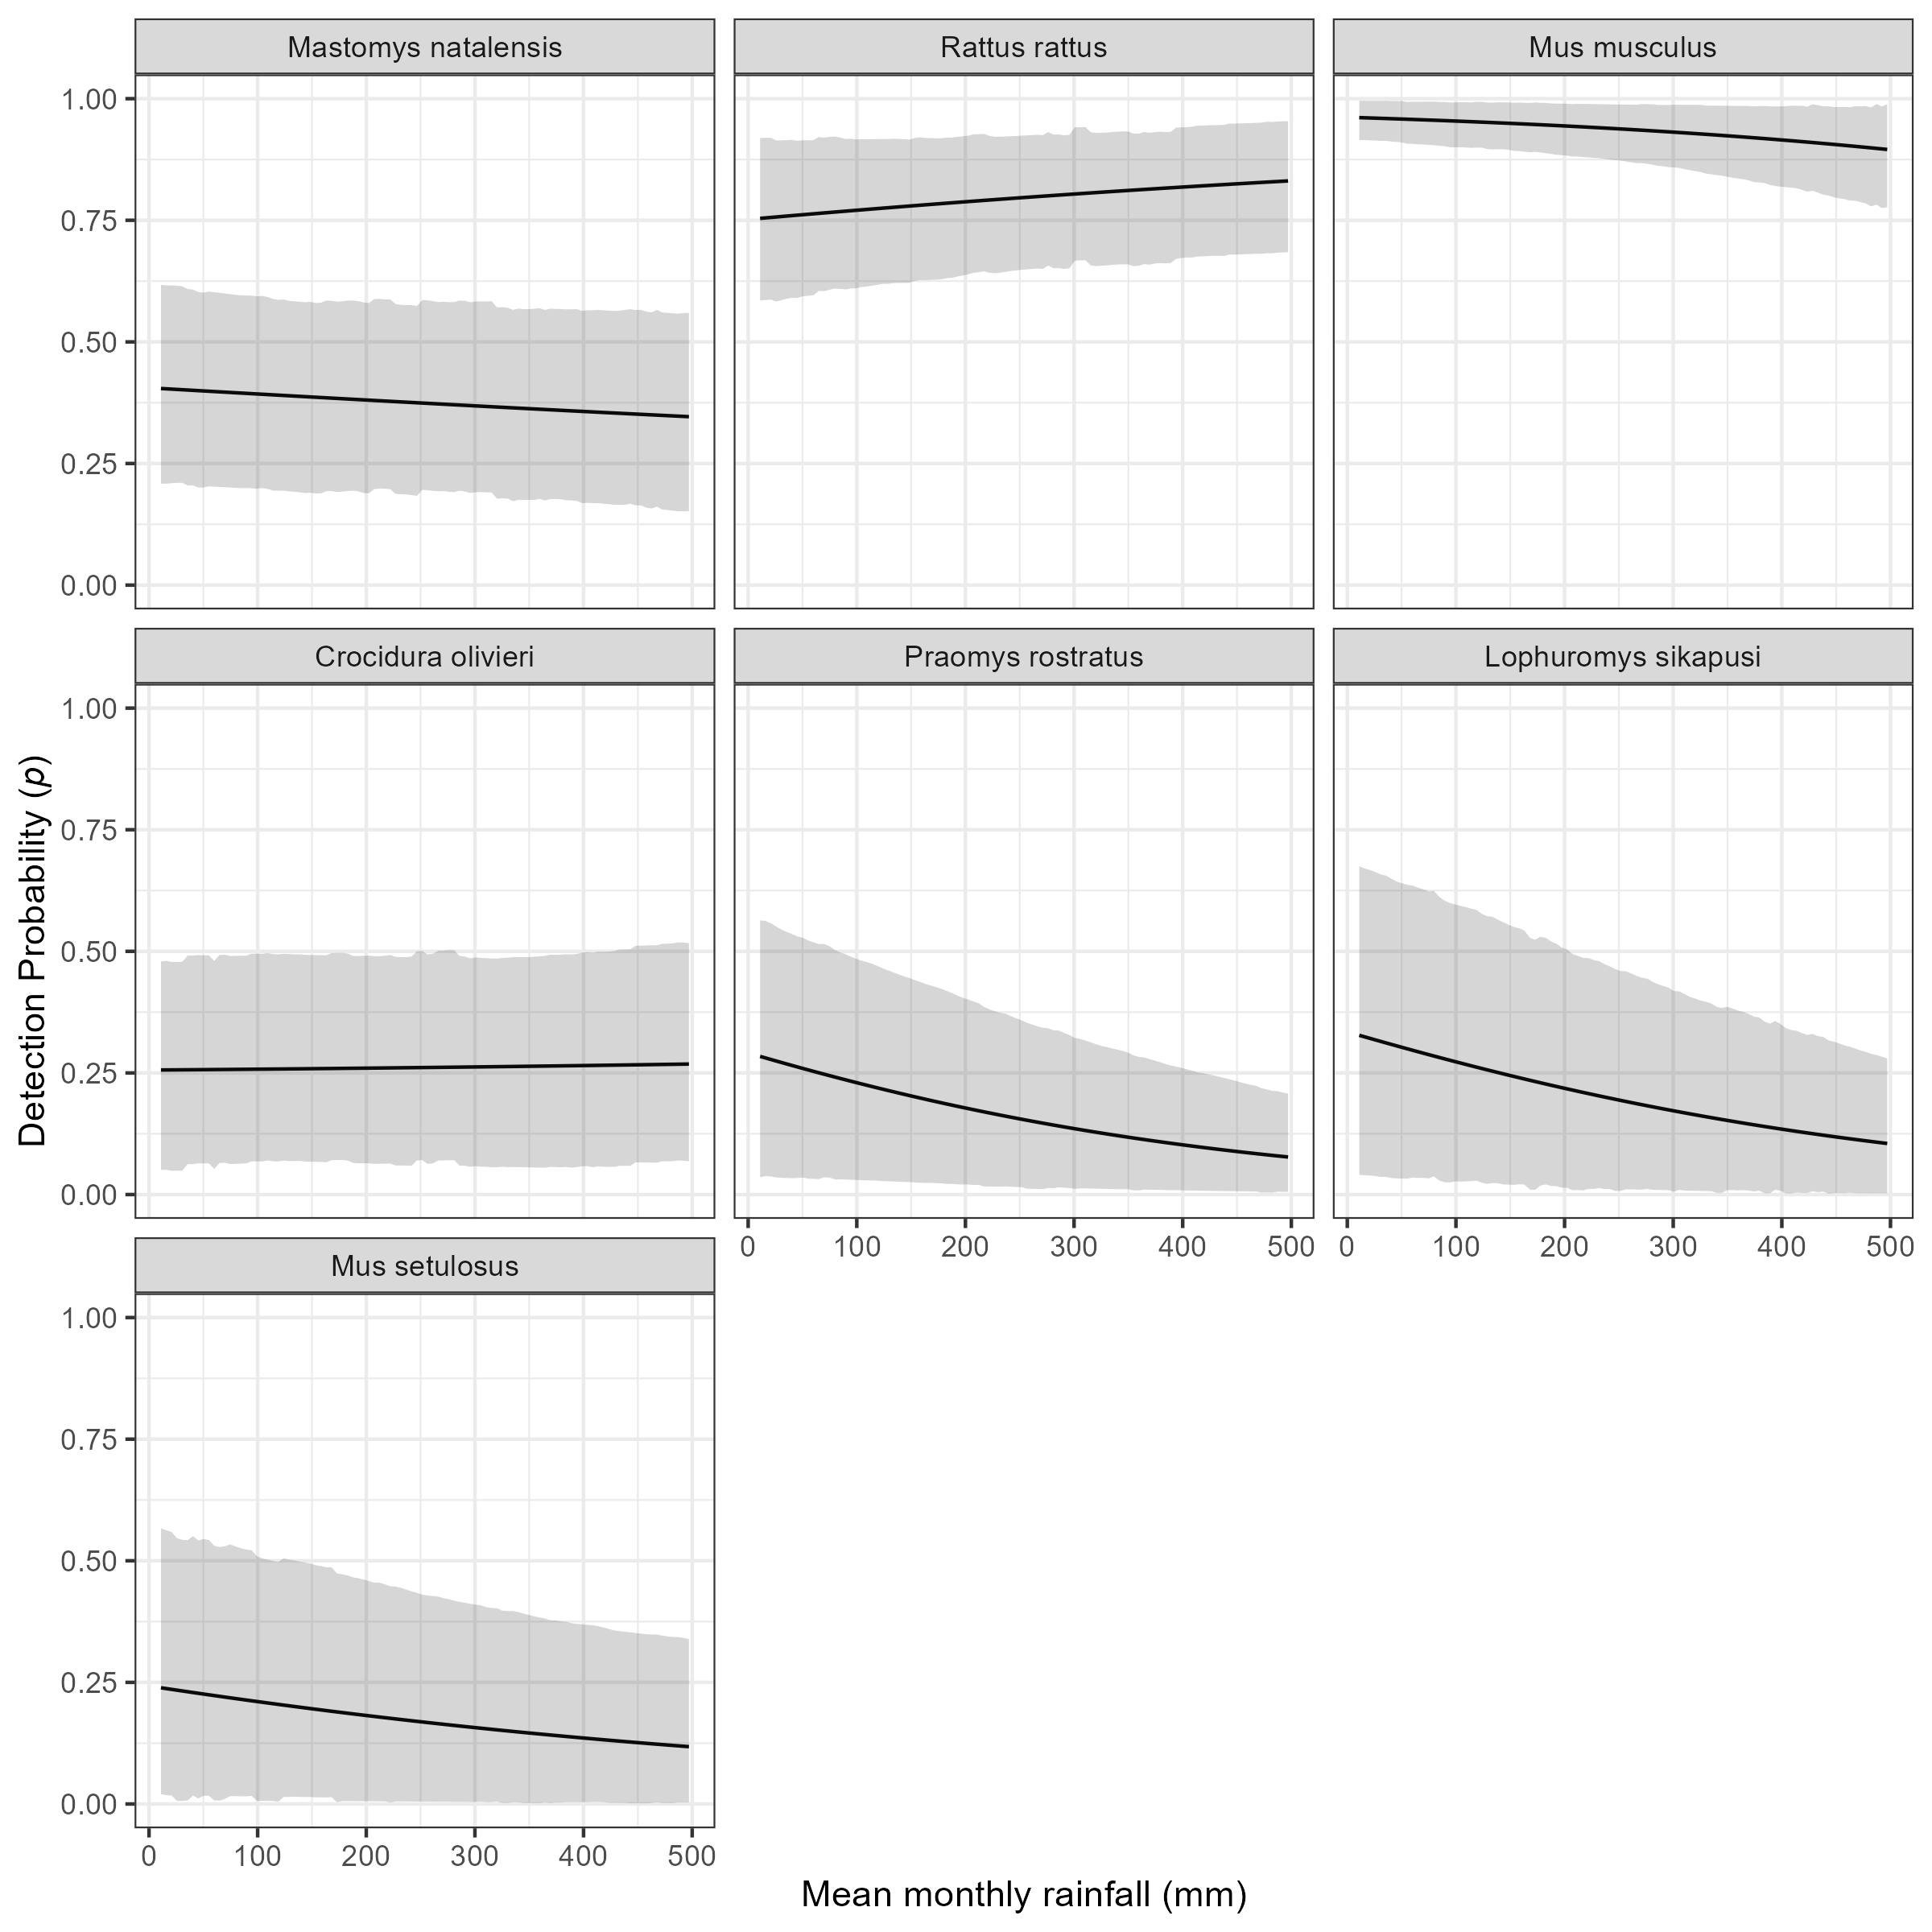 Mastomys natalensis
Rattus rattus
Mus musculus
1.00
0.75
0.50
0.25
0.00
Crocidura olivieri
Praomys rostratus
Lophuromys sikapusi
1.00
0.75
0.50
0.25
0.00
0 100 200 300 400 500
0 100 200 300 400 500
Mus setulosus
1.00
0.75
0.50
0.25
0.00
0 100 200 300 400 500
Detection Probability (p)
Mean monthly rainfall (mm)